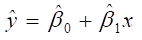 ŷ = β̂₀ + β̂₁x